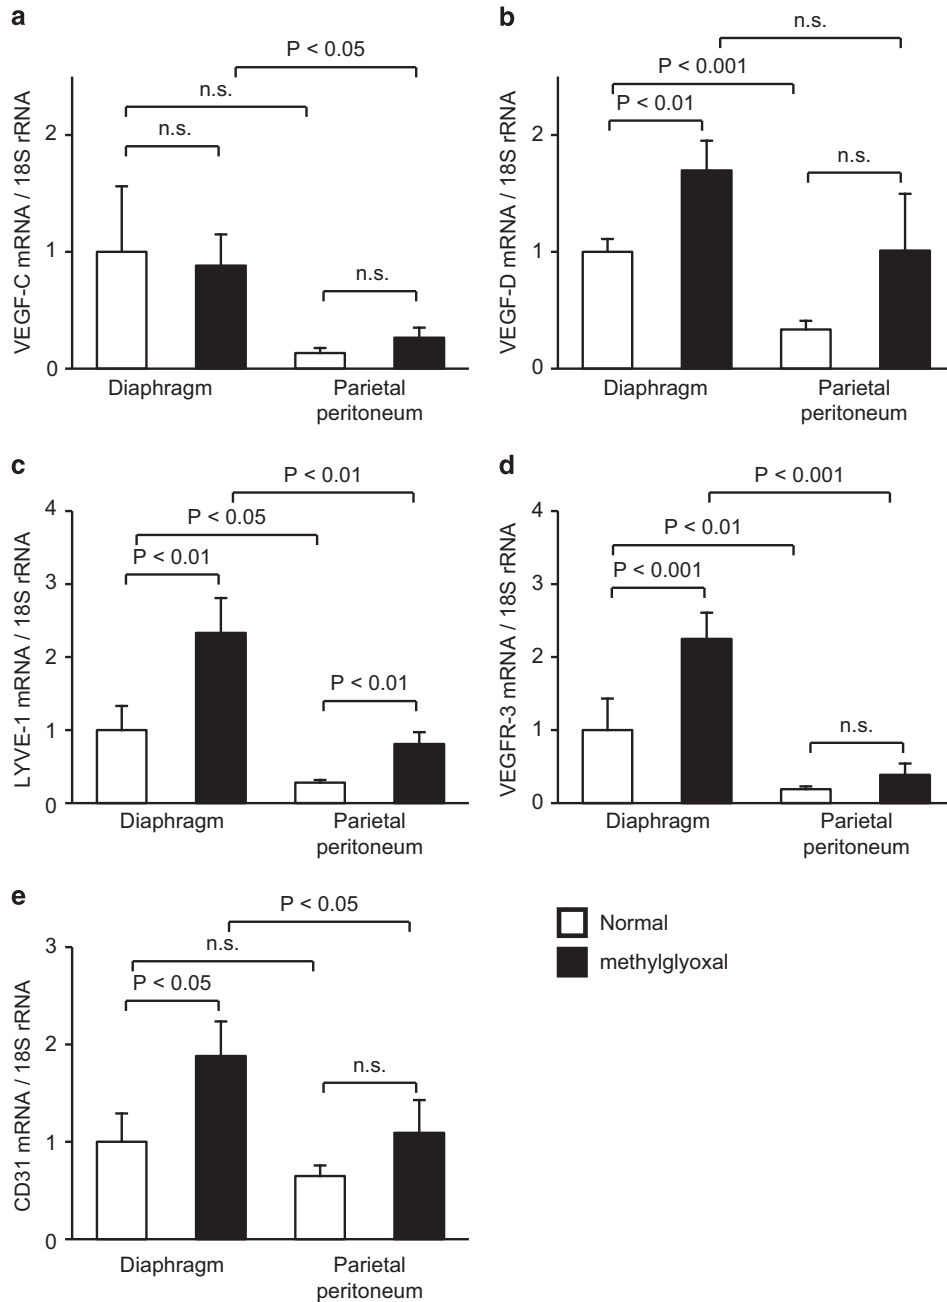 a
P < 0.05
n.s.
n.s.
n.s.
VEGF-C mRNA / 18S rRNA
2
1
0
Diaphragm
Parietal
peritoneum
b
n.s.
P < 0.001
P < 0.01
n.s.
VEGF-D mRNA / 18S rRNA
2
1
0
Diaphragm
Parietal
peritoneum
c
P < 0.01
P < 0.05
P < 0.01
P < 0.01
LYVE-1 mRNA / 18S rRNA
4
3
2
1
0
Diaphragm
Parietal
peritoneum
d
P < 0.001
P < 0.01
P < 0.001
n.s.
VEGFR-3 mRNA / 18S rRNA
4
3
2
1
0
Diaphragm
Parietal
peritoneum
e
P < 0.05
n.s.
P < 0.05
n.s.
CD31 mRNA / 18S rRNA
3
2
1
0
Diaphragm
Parietal
peritoneum
Normal
methylglyoxal